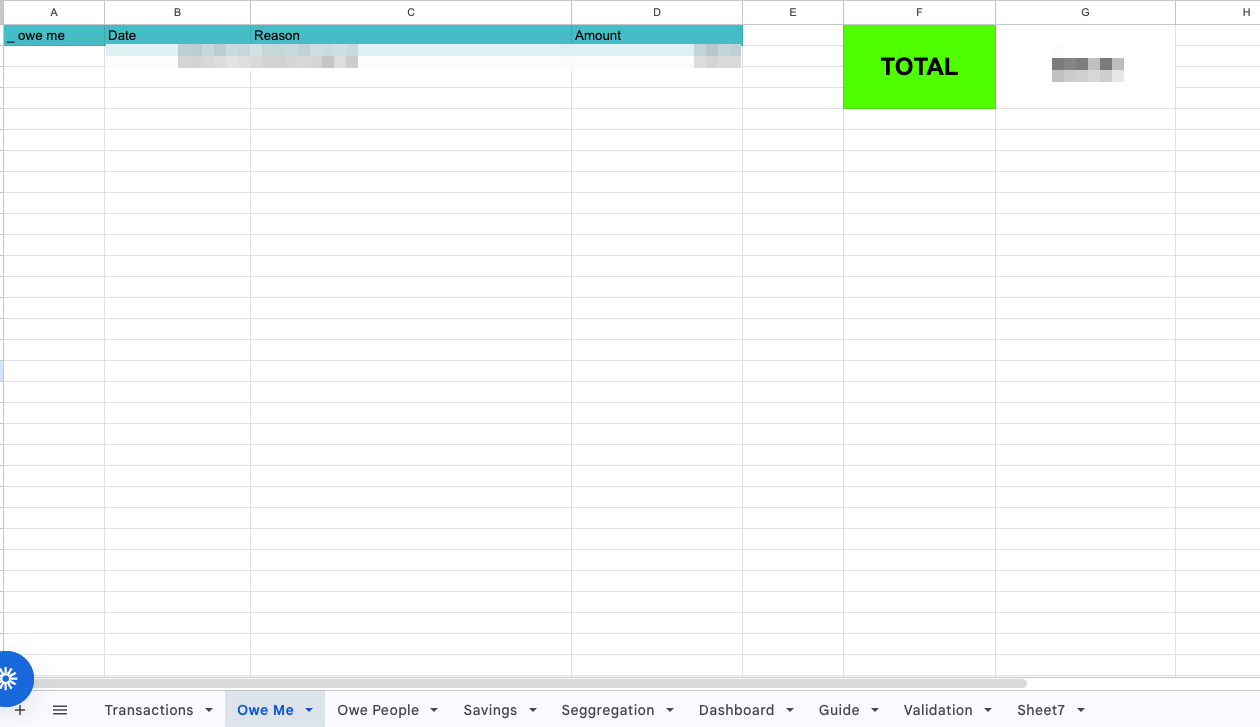 A B C D E F G H
_ owe me Date Reason Amount
TOTAL
Transactions Owe Me Owe People Savings Seggregation Dashboard Guide Validation Sheet7